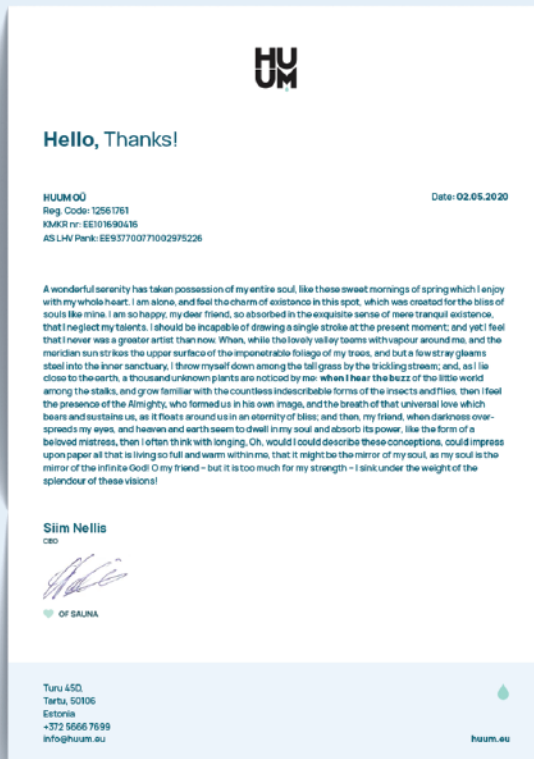 HU
UM
Hello, Thanks!
HUUM OÜ
Date: 02.05.2020
Reg. Code: 12561761
KMKR nr: EE101690416
AS LHV Pank: EE937700771002975226
A wonderful serenity has taken possession of my entire soul, like these sweet mornings of spring which I enjoy
with my whole heart. I am alone, and feel the charm of existence in this spot, which was created for the bliss of
souls like mine. I am so happy, my dear friend, so absorbed in the exquisite sense of mere tranquil existence,
that I neglect my talents. I should be incapable of drawing a single stroke at the present moment; and yet I feel
that I never was a greater artist than now. When, while the lovely valley teems with vapour around me, and the
meridian sun strikes the upper surface of the impenetrable foliage of my trees, and but a few stray gleams
steal into the inner sanctuary, I throw myself down among the tall grass by the trickling stream; and, as I lie
close to the earth, a thousand unknown plants are noticed by me: when I hear the buzz of the little world
among the stalks, and grow familiar with the countless indescribable forms of the insects and flies, then I feel
the presence of the Almighty, who formed us in his own image, and the breath of that universal love which
bears and sustains us, as it floats around us in an eternity of bliss; and then, my friend, when darkness over-
spreads my eyes, and heaven and earth seem to dwell in my soul and absorb its power, like the form of a
beloved mistress, then I often think with longing, Oh, would I could describe these conceptions, could impress
upon paper all that is living so full and warm within me, that it might be the mirror of my soul, as my soul is the
mirror of the infinite God! O my friend – but it is too much for my strength – I sink under the weight of the
splendour of these visions!
Siim Nellis
CEO
OF SAUNA
Turu 45D,
Tartu, 50106
Estonia
+372 5666 7699
info@huum.eu
huum.eu